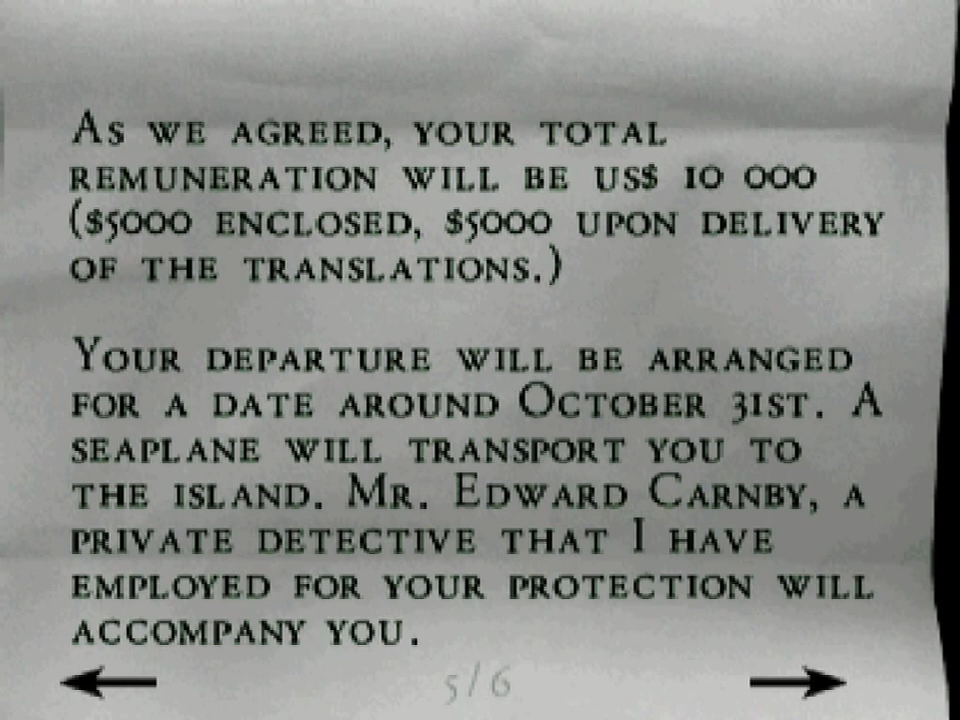 As we agreed, your total
remuneration will be US$ 10 000
($5000 enclosed, $5000 upon delivery
of the translations.)
Your departure will be arranged
for a date around October 31st. A
seaplane will transport you to
the island. Mr. Edward Carnby, a
private detective that I have
employed for your protection will
accompany you.
5/6